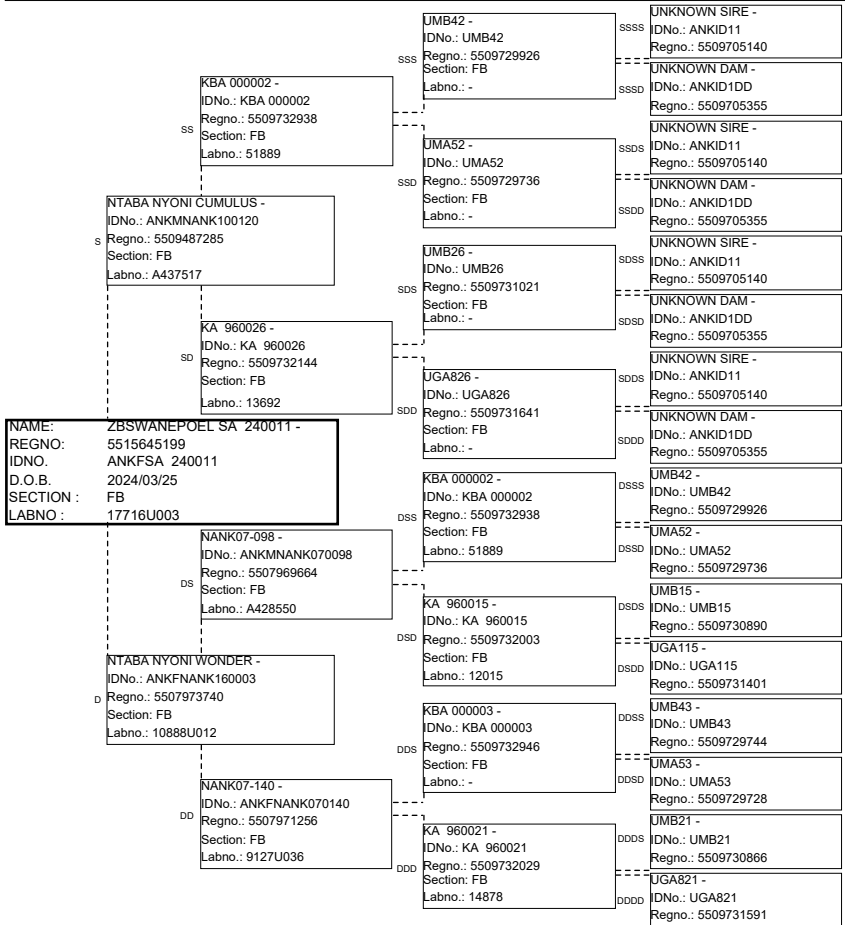 NAME: ZBSWANEPOEL SA 240011 -
REGNO: 5515645199
IDNO. ANKFSA 240011
D.O.B. 2024/03/25
SECTION : FB
LABNO : 17716U003
S
NTABA NYONI CUMULUS -
IDNo.: ANKMNANK100120
Regno.: 5509487285
Section: FB
Labno.: A437517
D
NTABA NYONI WONDER -
IDNo.: ANKFNANK160003
Regno.: 5507973740
Section: FB
Labno.: 10888U012
SS
KBA 000002 -
IDNo.: KBA 000002
Regno.: 5509732938
Section: FB
Labno.: 51889
SD
KA 960026 -
IDNo.: KA 960026
Regno.: 5509732144
Section: FB
Labno.: 13692
DS
NANK07-098 -
IDNo.: ANKMNANK070098
Regno.: 5507969664
Section: FB
Labno.: A428550
DD
NANK07-140 -
IDNo.: ANKFNANK070140
Regno.: 5507971256
Section: FB
Labno.: 9127U036
SSS
UMB42 -
IDNo.: UMB42
Regno.: 5509729926
Section: FB
Labno.: -
SSD
UMA52 -
IDNo.: UMA52
Regno.: 5509729736
Section: FB
Labno.: -
SDS
UMB26 -
IDNo.: UMB26
Regno.: 5509731021
Section: FB
Labno.: -
SDD
UGA826 -
IDNo.: UGA826
Regno.: 5509731641
Section: FB
Labno.: -
DSS
KBA 000002 -
IDNo.: KBA 000002
Regno.: 5509732938
Section: FB
Labno.: 51889
DSD
KA 960015 -
IDNo.: KA 960015
Regno.: 5509732003
Section: FB
Labno.: 12015
DDS
KBA 000003 -
IDNo.: KBA 000003
Regno.: 5509732946
Section: FB
Labno.: -
DDD
KA 960021 -
IDNo.: KA 960021
Regno.: 5509732029
Section: FB
Labno.: 14878
SSSS
UNKNOWN SIRE -
IDNo.: ANKID11
Regno.: 5509705140
SSSD
UNKNOWN DAM -
IDNo.: ANKID1DD
Regno.: 5509705355
SSDS
UNKNOWN SIRE -
IDNo.: ANKID11
Regno.: 5509705140
SSDD
UNKNOWN DAM -
IDNo.: ANKID1DD
Regno.: 5509705355
SDSS
UNKNOWN SIRE -
IDNo.: ANKID11
Regno.: 5509705140
SDSD
UNKNOWN DAM -
IDNo.: ANKID1DD
Regno.: 5509705355
SDDS
UNKNOWN SIRE -
IDNo.: ANKID11
Regno.: 5509705140
SDDD
UNKNOWN DAM -
IDNo.: ANKID1DD
Regno.: 5509705355
DSSS
UMB42 -
IDNo.: UMB42
Regno.: 5509729926
DSSD
UMA52 -
IDNo.: UMA52
Regno.: 5509729736
DSDS
UMB15 -
IDNo.: UMB15
Regno.: 5509730890
DSDD
UGA115 -
IDNo.: UGA115
Regno.: 5509731401
DDSS
UMB43 -
IDNo.: UMB43
Regno.: 5509729744
DDSD
UMA53 -
IDNo.: UMA53
Regno.: 5509729728
DDDS
UMB21 -
IDNo.: UMB21
Regno.: 5509730866
DDDD
UGA821 -
IDNo.: UGA821
Regno.: 5509731591